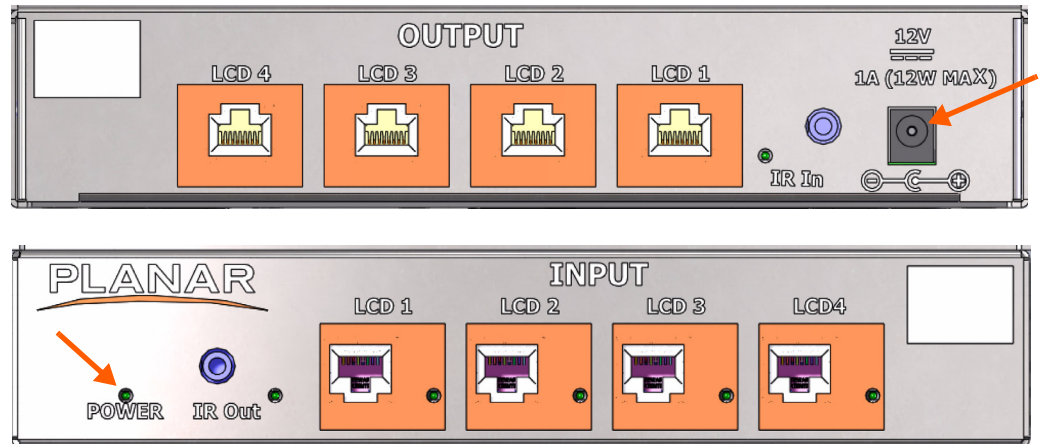 OUTPUT
12V
LCD 4 LCD 3 LCD 2 LCD 1
1A (12W MAX)
IR In
PLANAR
INPUT
LCD 1 LCD 2 LCD 3 LCD4
POWER IR Out